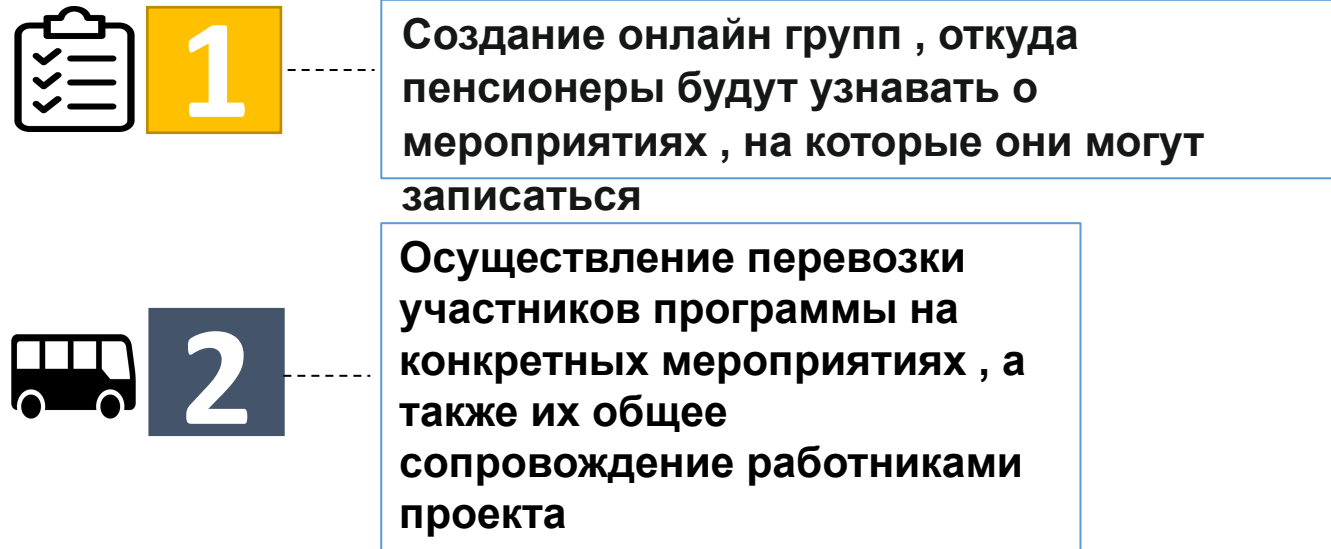 1
Создание онлайн групп , откуда
пенсионеры будут узнавать о
мероприятиях , на которые они могут
записаться
2
Осуществление перевозки
участников программы на
конкретных мероприятиях , а
также их общее
сопровождение работниками
проекта